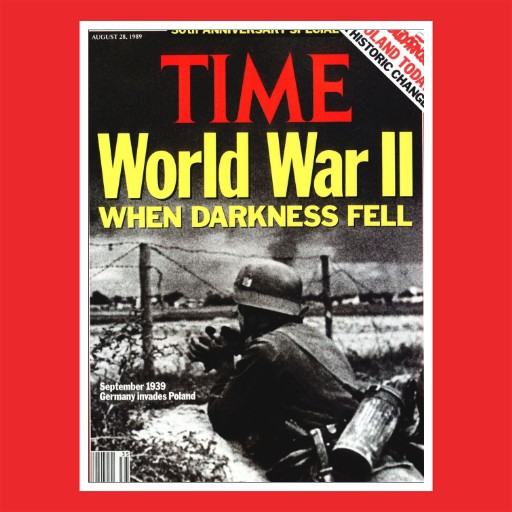 50TH ANNIVERSARY SPECIAL
AUGUST 28, 1989
POLAND TODAY
HISTORIC CHANGE
TIME
World War II
WHEN DARKNESS FELL
September 1939
Germany invades Poland
35